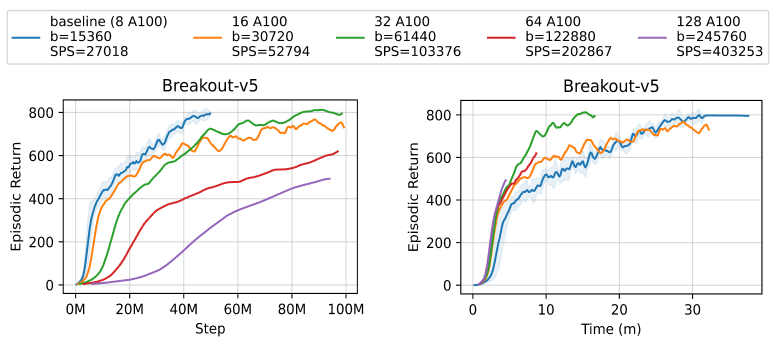 baseline (8 A100)
b=15360
SPS=27018
16 A100
b=30720
SPS=52794
32 A100
b=61440
SPS=103376
64 A100
b=122880
SPS=202867
128 A100
b=245760
SPS=403253
Breakout-v5
Episodic Return
800
600
400
200
0
0M 20M 40M 60M 80M 100M
Step
Breakout-v5
Episodic Return
800
600
400
200
0
0 10 20 30
Time (m)